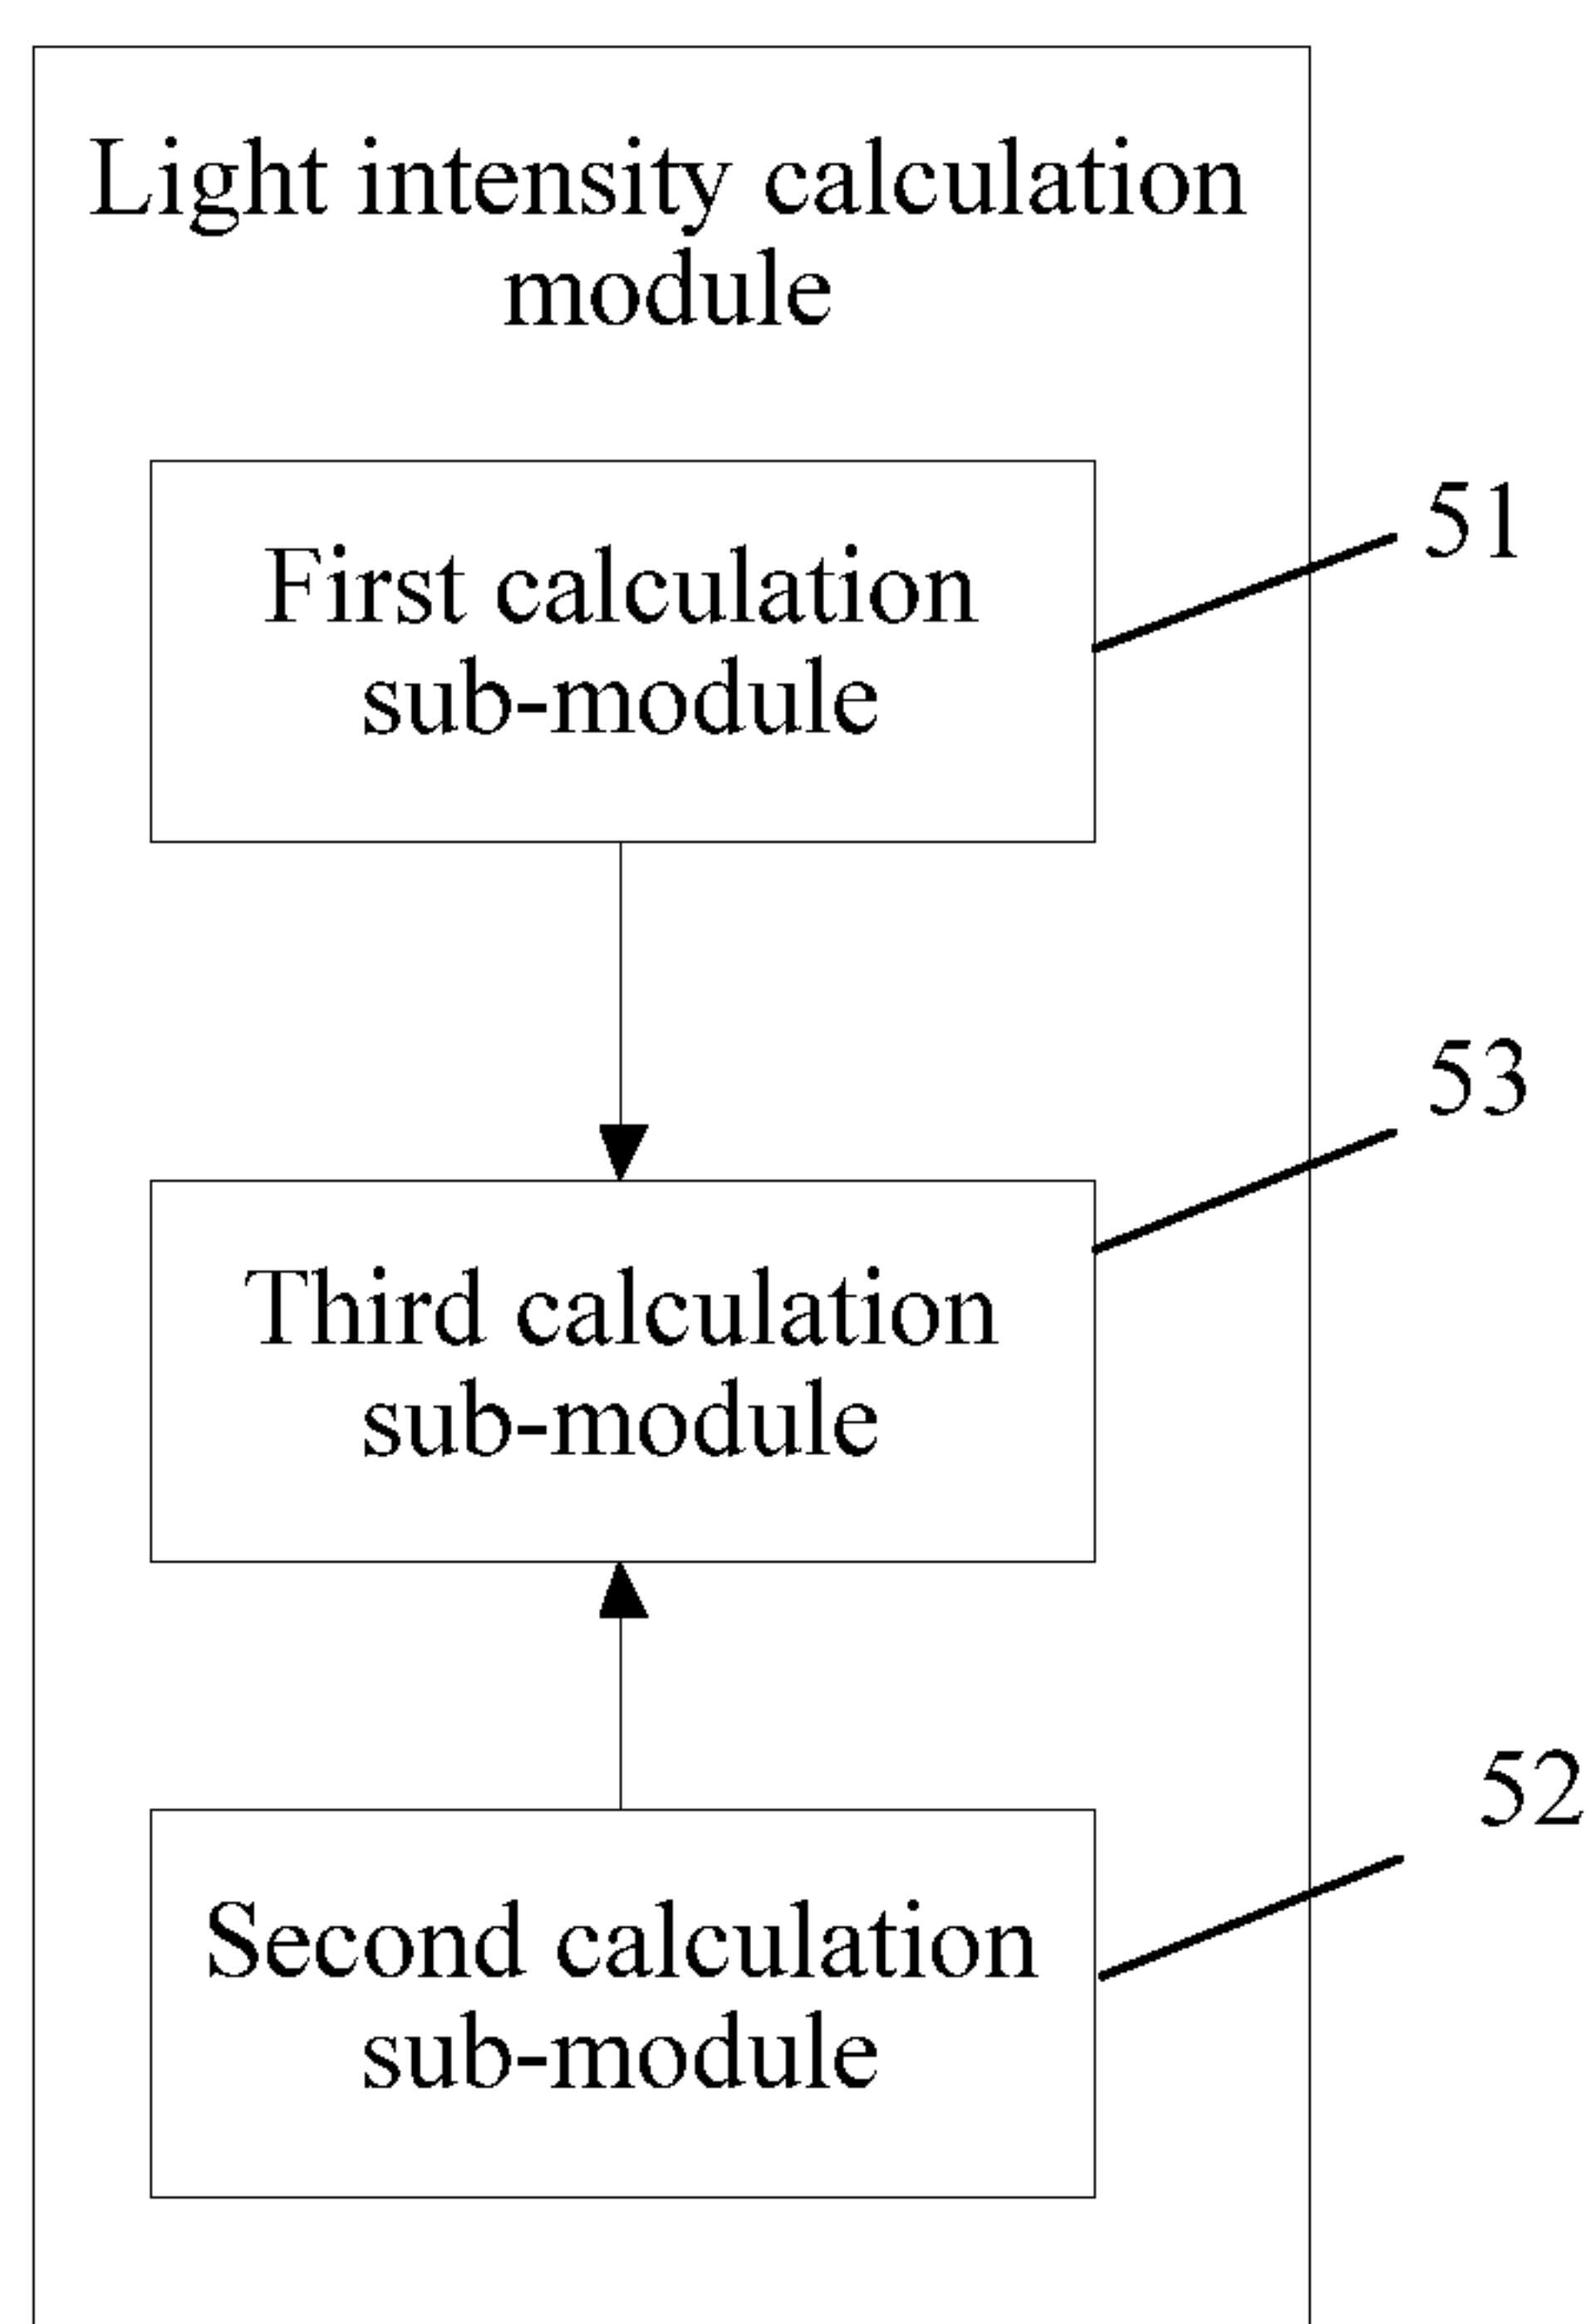 Light intensity calculation
module
First calculation
sub-module
51
53
Third calculation
sub-module
52
Second calculation
sub-module